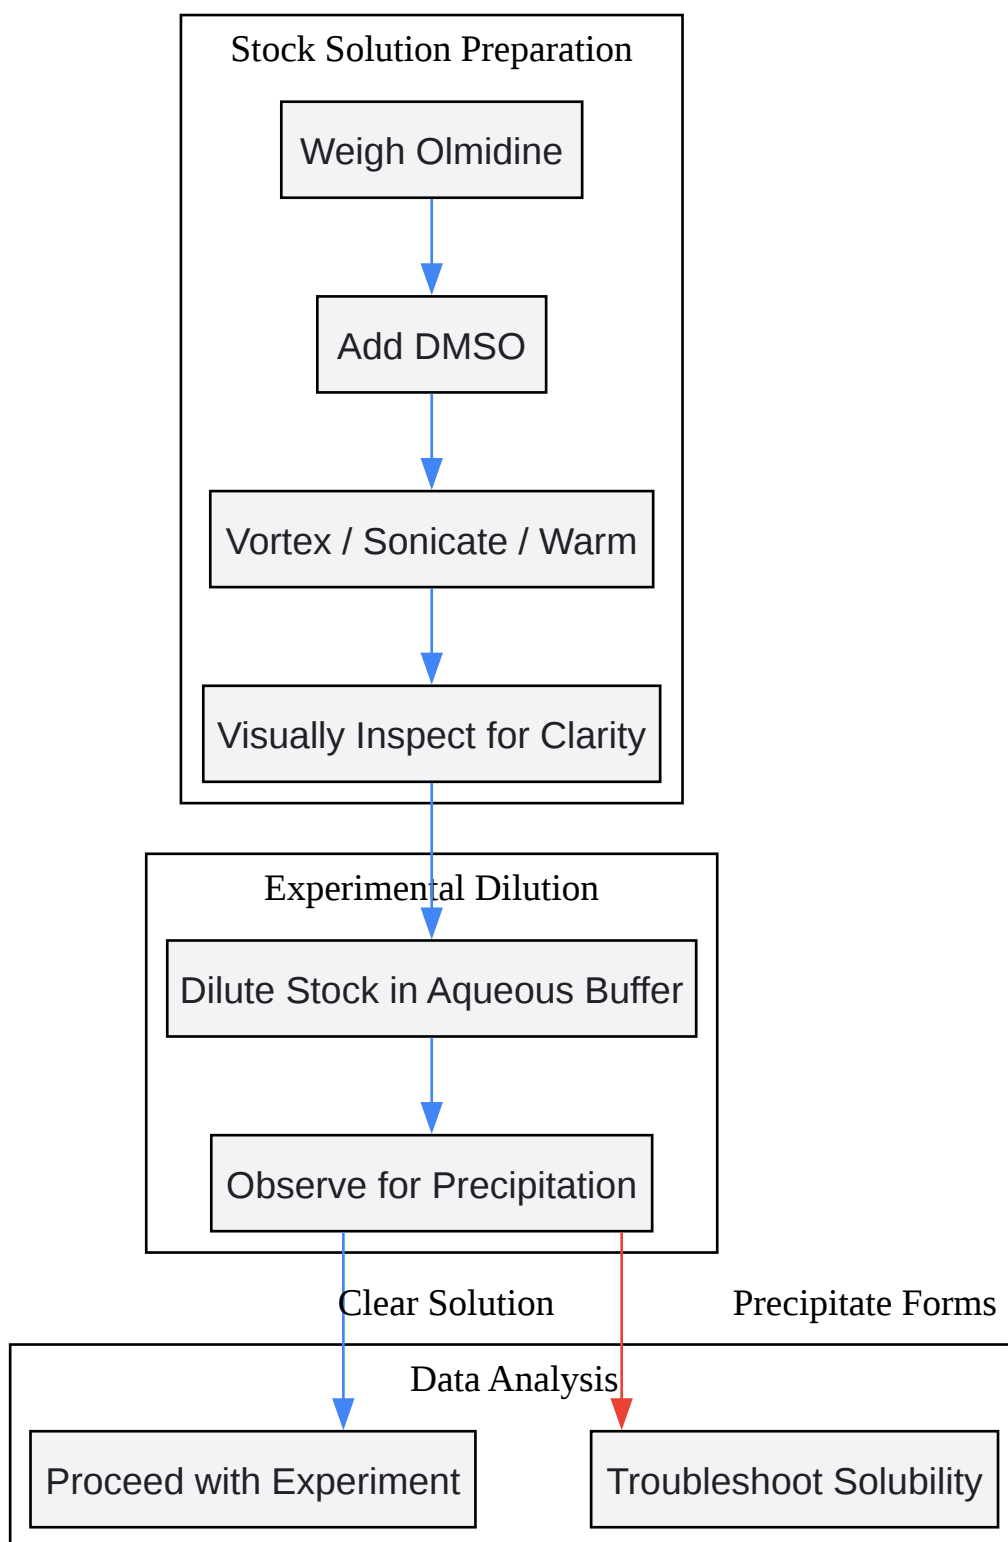 Stock Solution Preparation
Weigh Olmidine
Add DMSO
Vortex / Sonicate / Warm
Visually Inspect for Clarity
Experimental Dilution
Dilute Stock in Aqueous Buffer
Observe for Precipitation
Clear Solution
Precipitate Forms
Data Analysis
Proceed with Experiment
Troubleshoot Solubility